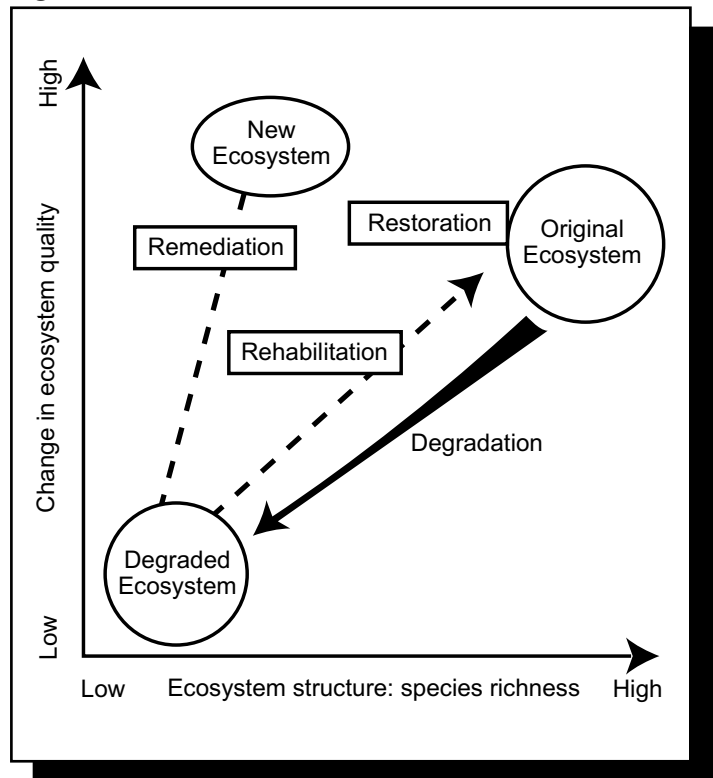 High
New
Ecosystem
Restoration
Original
Ecosystem
Remediation
Change in ecosystem quality
Rehabilitation
Degradation
Degraded
Ecosystem
Low
Low
Ecosystem structure: species richness
High